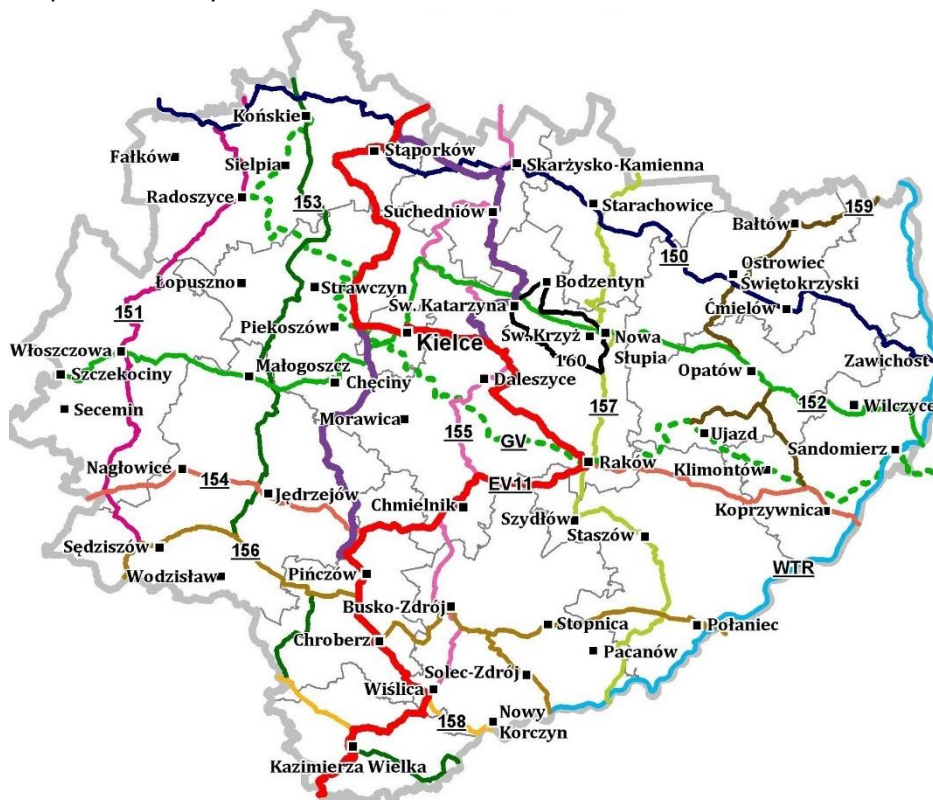 Końskie
Fałków
Stąporków
Sielpia
Skarżysko-Kamienna
Radoszyce
153
Suchedniów
Starachowice
159
Bałtów
150
Łopuszno
Strawczyn
Bodzentyn
Ostrowiec
Świętokrzyski
Św. Katarzyna
Ćmielów
151
Piekoszów
Kielce
Św. Krzyż
Nowa
Słupia
160
Włoszczowa
Zawichost
Szczekociny
Małogoszcz
Chęciny
Daleszyce
Opatów
Secemin
Morawica
157
152
Wilczyce
155
GV
Ujazd
Sandomierz
Nagłowice
154
Raków
Klimontów
EV11
Jędrzejów
Chmielnik
Koprzywnica
Szydłów
Staszów
Sędziszów
156
WTR
Wodzisław
Pińczów
Busko-Zdrój
Stopnica
Połaniec
Chroberz
Pacanów
Solec-Zdrój
Wiślica
158
Nowy
Korczyn
Kazimierza Wielka